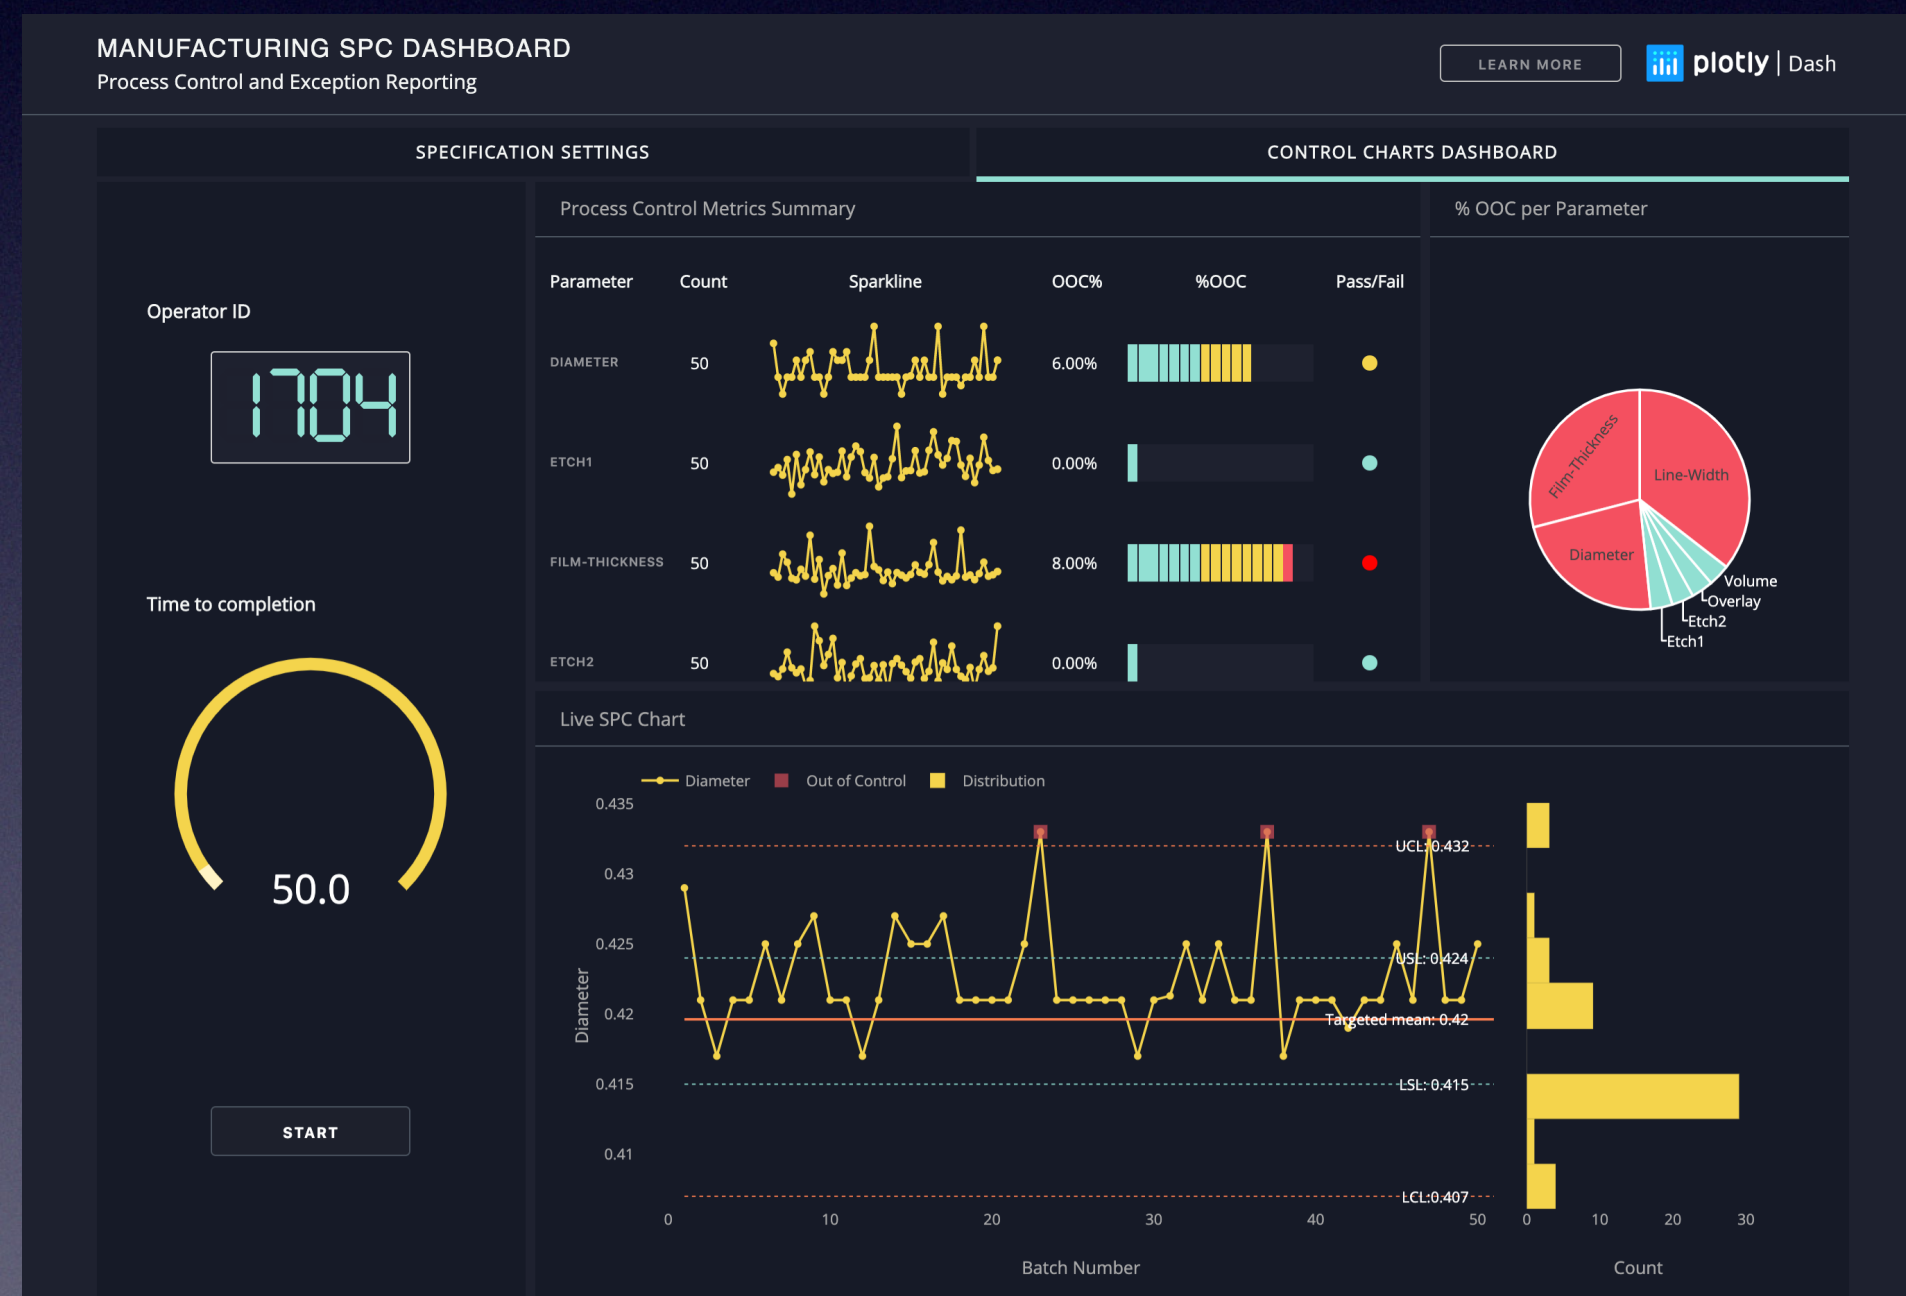 MANUFACTURING SPC DASHBOARD
Process Control and Exception Reporting
LEARN MORE
plotly | Dash
SPECIFICATION SETTINGS
CONTROL CHARTS DASHBOARD
Operator ID
1704
Time to completion
50.0
START
Process Control Metrics Summary
Parameter Count Sparkline OOC% %OOC Pass/Fail
DIAMETER 50 6.00%
ETCH1 50 0.00%
FILM-THICKNESS 50 8.00%
ETCH2 50 0.00%
% OOC per Parameter
Film-Thickness
Line-Width
Diameter
Volume
Overlay
Etch2
Etch1
Live SPC Chart
Diameter Out of Control Distribution
0.435
0.43
0.425
0.42
0.415
0.41
Diameter
UCL: 0.432
USL: 0.424
Targeted mean: 0.42
LSL: 0.415
LCL:0.407
0 10 20 30 40 50
Batch Number
0 10 20 30
Count